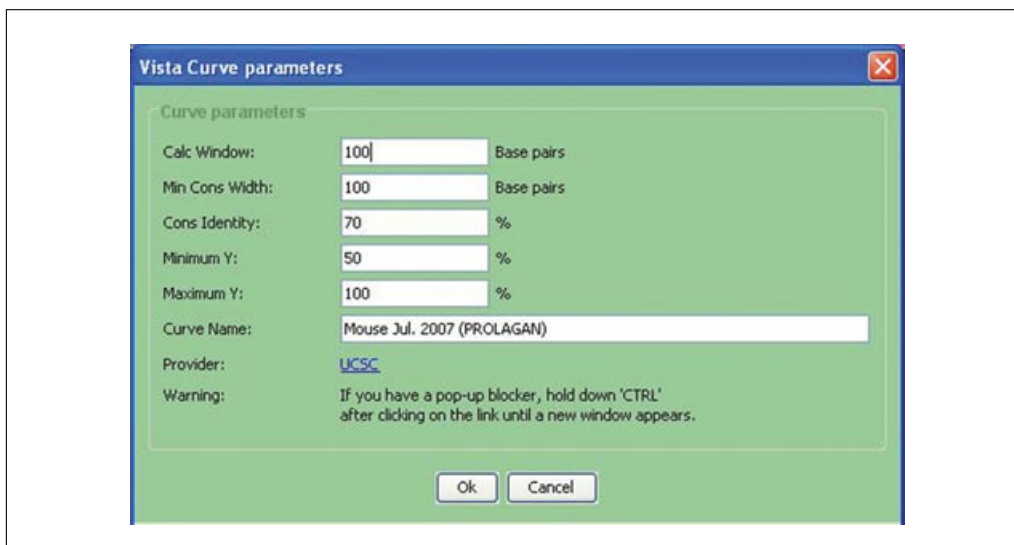 Vista Curve parameters
Curve parameters
Calc Window: 100 Base pairs
Min Cons Width: 100 Base pairs
Cons Identity: 70 %
Minimum Y: 50 %
Maximum Y: 100 %
Curve Name: Mouse Jul. 2007 (PROLAGAN)
Provider: UCSC
Warning: If you have a pop-up blocker, hold down 'CTRL'
after clicking on the link until a new window appears.
Ok Cancel